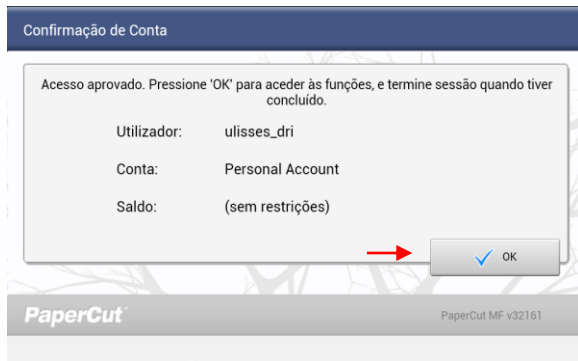 Confirmação de Conta
Acesso aprovado. Pressione 'OK' para aceder às funções, e termine sessão quando tiver
concluído.
Utilizador: ulisses_dri
Conta: Personal Account
Saldo: (sem restrições)
OK
PaperCut
PaperCut MF v32161